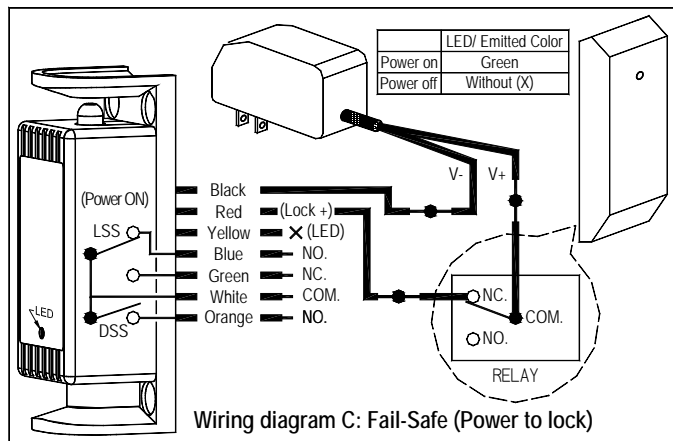 LED/ Emitted Color
Power on Green
Power off Without (X)
V- V+
(Power ON)
LSS
DSS
LED
Black
Red (Lock +)
Yellow (LED)
Blue NO.
Green NC.
White COM.
Orange NO.
NC.
COM.
NO.
RELAY
Wiring diagram C: Fail-Safe (Power to lock)